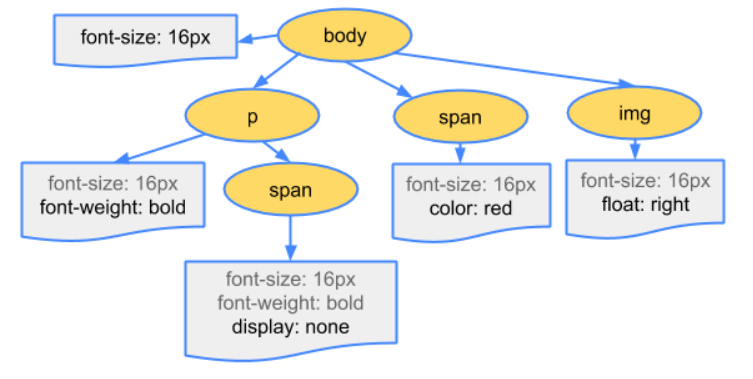 font-size: 16px
body
p
span
img
font-size: 16px
font-weight: bold
span
font-size: 16px
color: red
font-size: 16px
float: right
font-size: 16px
font-weight: bold
display: none